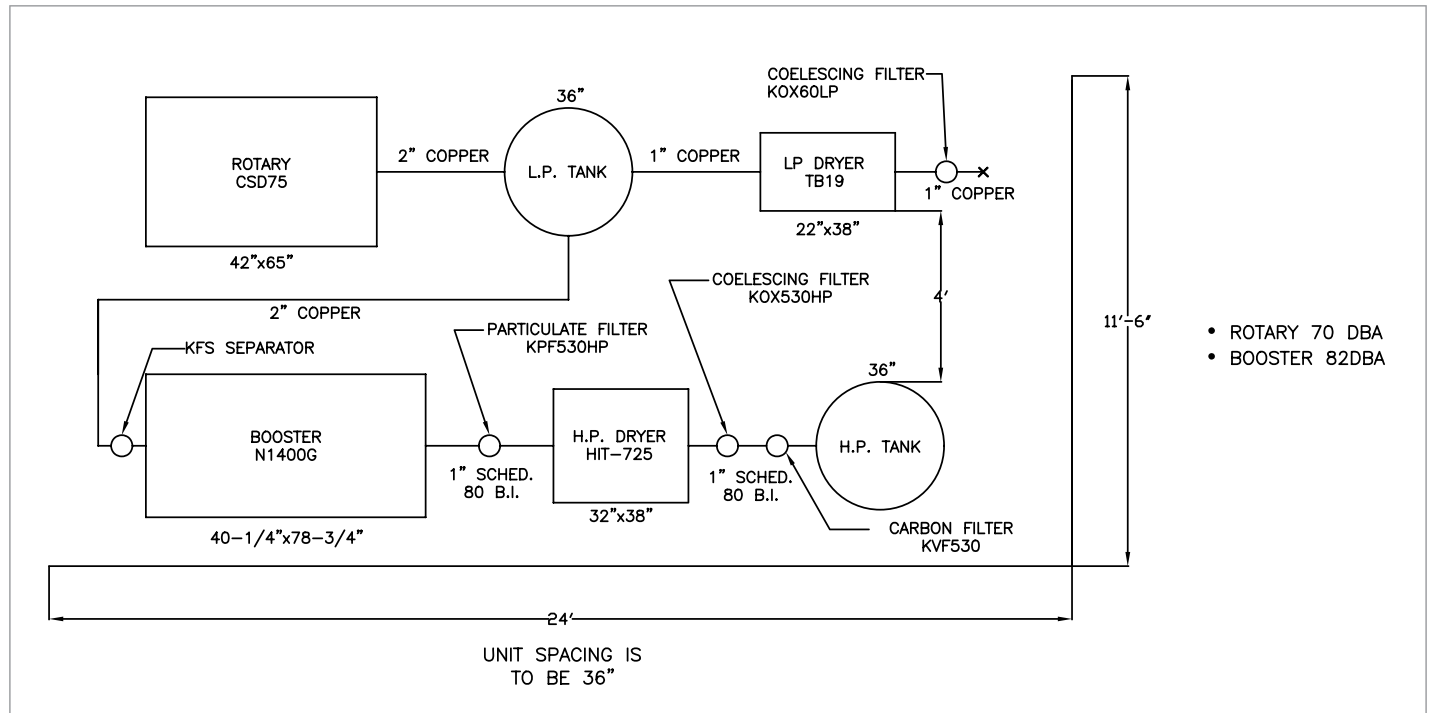 COELESCING FILTER
KOX60LP
36”
ROTARY
CSD75
2” COPPER
L.P. TANK
1” COPPER
LP DRYER
TB19
1” COPPER
42”x65”
22”x38”
COELESCING FILTER
KOX530HP
4’
2” COPPER
11’-6”
PARTICULATE FILTER
KPF530HP
KFS SEPARATOR
• ROTARY 70 DBA
• BOOSTER 82DBA
36”
BOOSTER
N1400G
H.P. DRYER
HIT-725
H.P. TANK
1” SCHED.
80 B.I.
1” SCHED.
80 B.I.
32”x38”
40-1/4”x78-3/4”
CARBON FILTER
KVF530
24’
UNIT SPACING IS
TO BE 36”